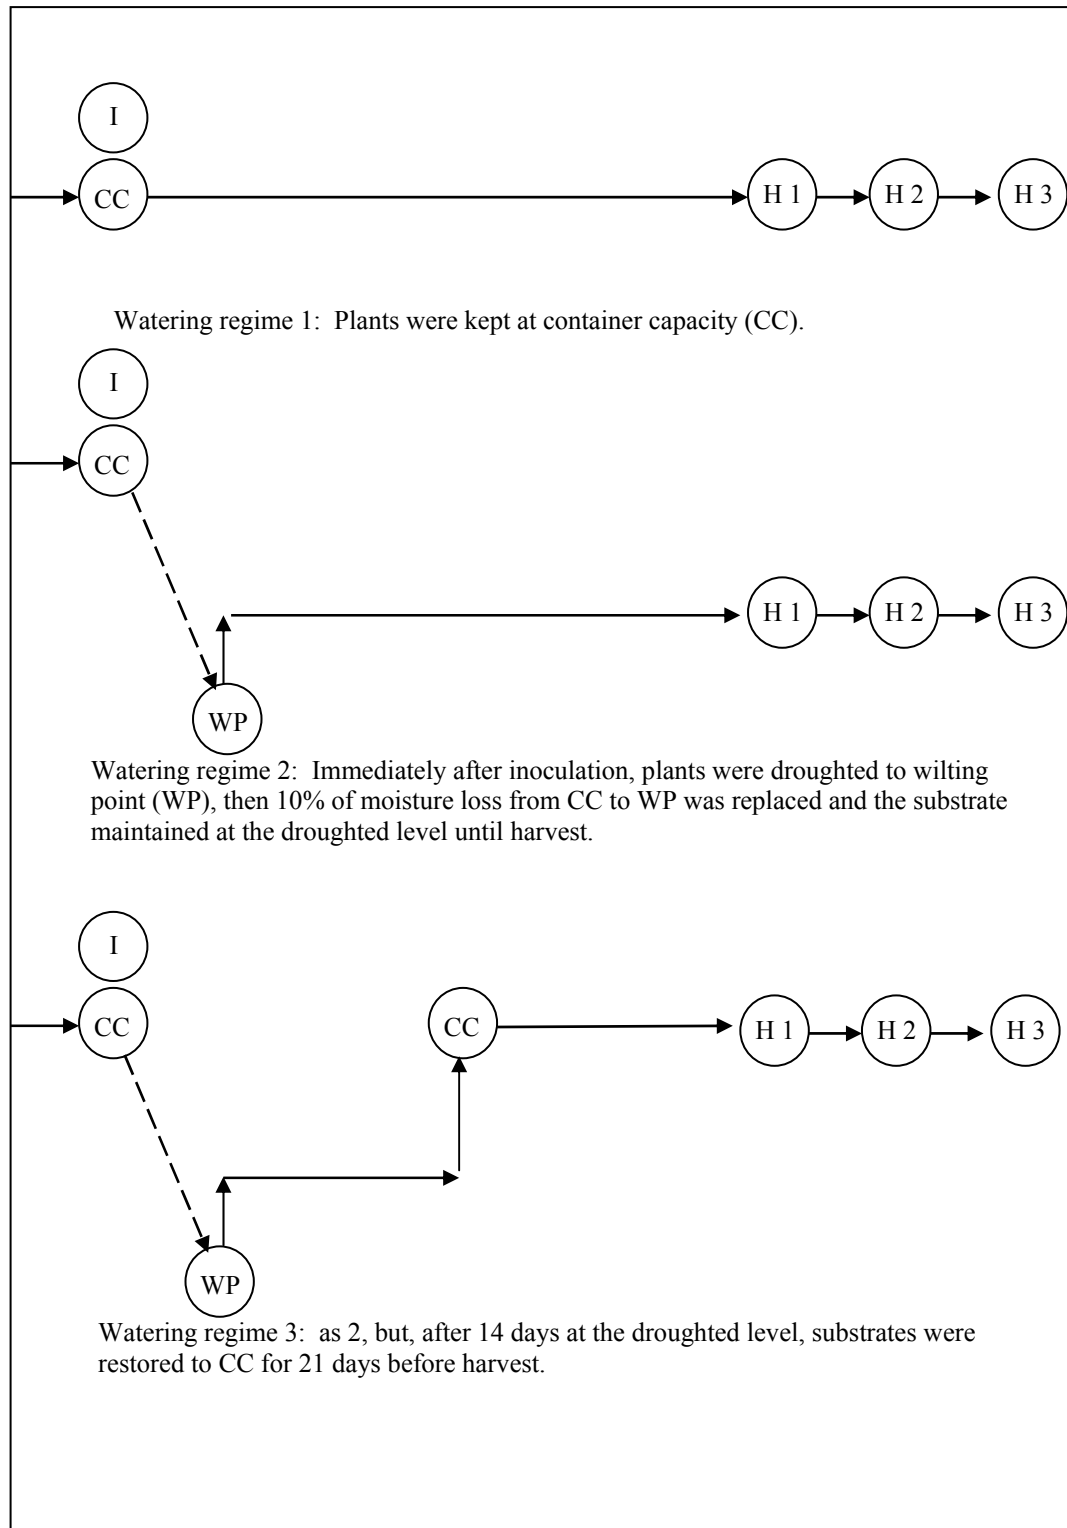 I
CC
H 1
H 2
H 3
Watering regime 1:  Plants were kept at container capacity (CC).
I
CC
H 1
H 2
H 3
WP
Watering regime 2:  Immediately after inoculation, plants were droughted to wilting
point (WP), then 10% of moisture loss from CC to WP was replaced and the substrate
maintained at the droughted level until harvest.
I
CC
CC
H 1
H 2
H 3
WP
Watering regime 3:  as 2, but, after 14 days at the droughted level, substrates were
restored to CC for 21 days before harvest.